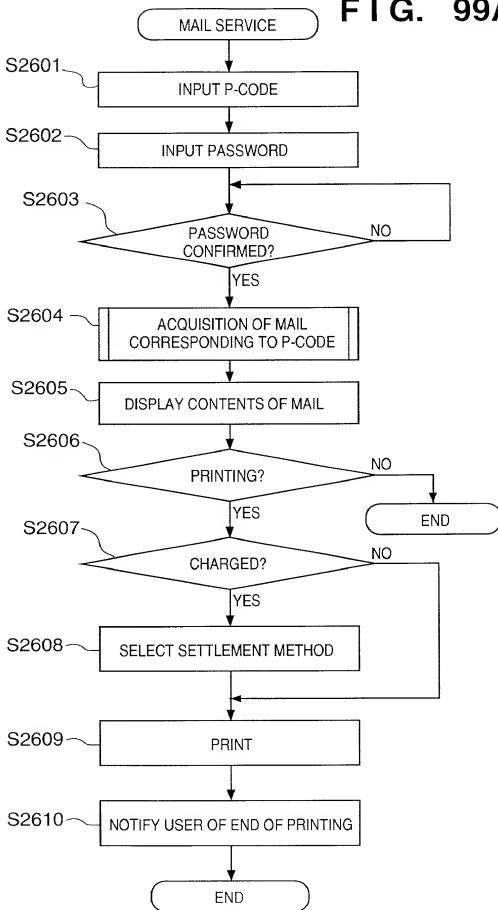 FIG. 99A
MAIL SERVICE
S2601
INPUT P-CODE
S2602
INPUT PASSWORD
S2603
PASSWORD
CONFIRMED?
NO
YES
S2604
ACQUISITION OF MAIL
CORRESPONDING TO P-CODE
S2605
DISPLAY CONTENTS OF MAIL
S2606
PRINTING?
NO
YES
END
S2607
CHARGED?
NO
YES
S2608
SELECT SETTLEMENT METHOD
S2609
PRINT
S2610
NOTIFY USER OF END OF PRINTING
END